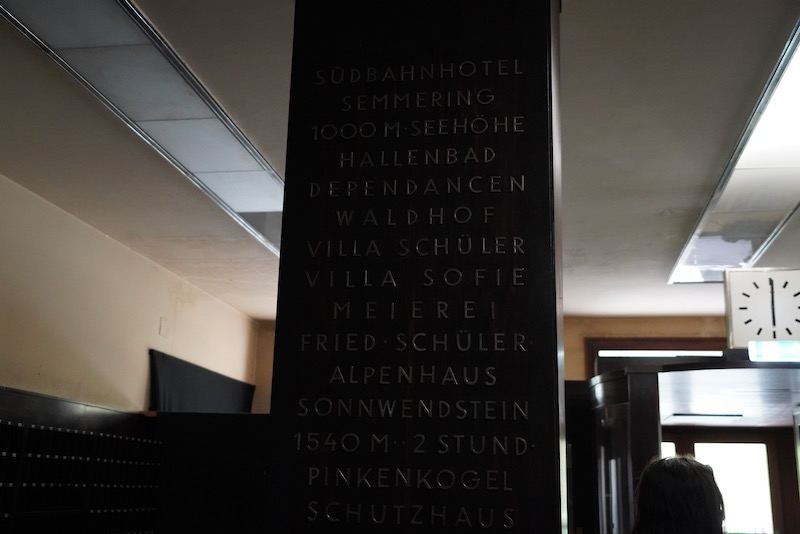 SÜDBAHNHOTEL
SEMMERING
1000 M·SEEHÖHE
HALLENBAD
DEPENDANCEN
WALDHOF
VILLA SCHÜLER
VILLA SOFIE
MEIEREI
FRIED·SCHÜLER·
ALPENHAUS
SONNWENDSTEIN
1540 M··2 STUND·
PINKENKOGEL
SCHUTZHAUS